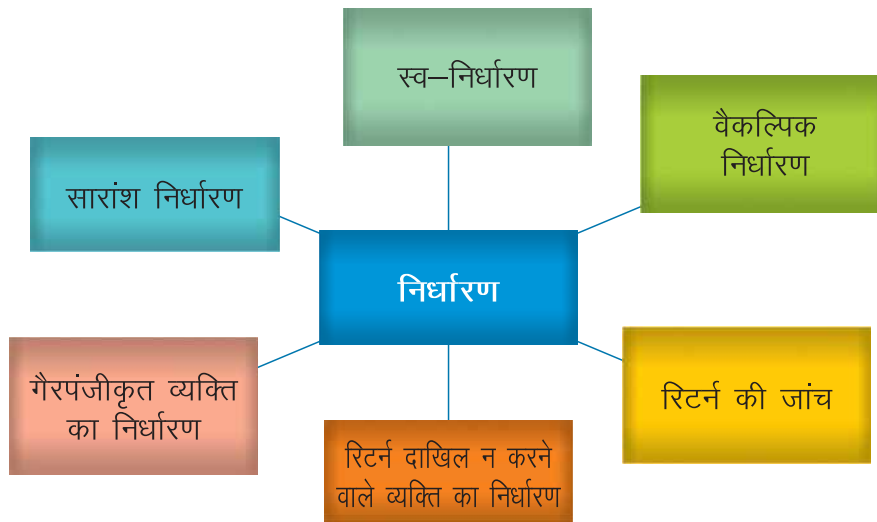 स्व–निर्धारण
वैकल्पिक
निर्धारण
सारांश निर्धारण
निर्धारण
गैरपंजीकृत व्यक्ति
का निर्धारण
रिटर्न की जांच
रिटर्न दाखिल न करने
वाले व्यक्ति का निर्धारण